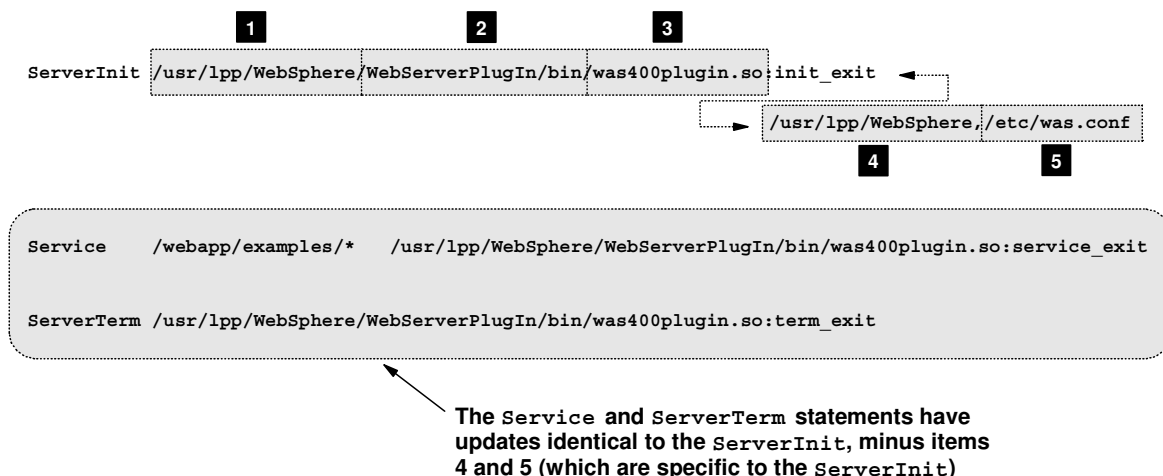 1 2 3
ServerInit /usr/lpp/WebSphere/WebServerPlugIn/bin/was400plugin.so:init_exit
/usr/lpp/WebSphere,/etc/was.conf
4 5
Service /webapp/examples/* /usr/lpp/WebSphere/WebServerPlugIn/bin/was400plugin.so:service_exit
ServerTerm /usr/lpp/WebSphere/WebServerPlugIn/bin/was400plugin.so:term_exit
The Service and ServerTerm statements have
updates identical to the ServerInit, minus items
4 and 5 (which are specific to the ServerInit)